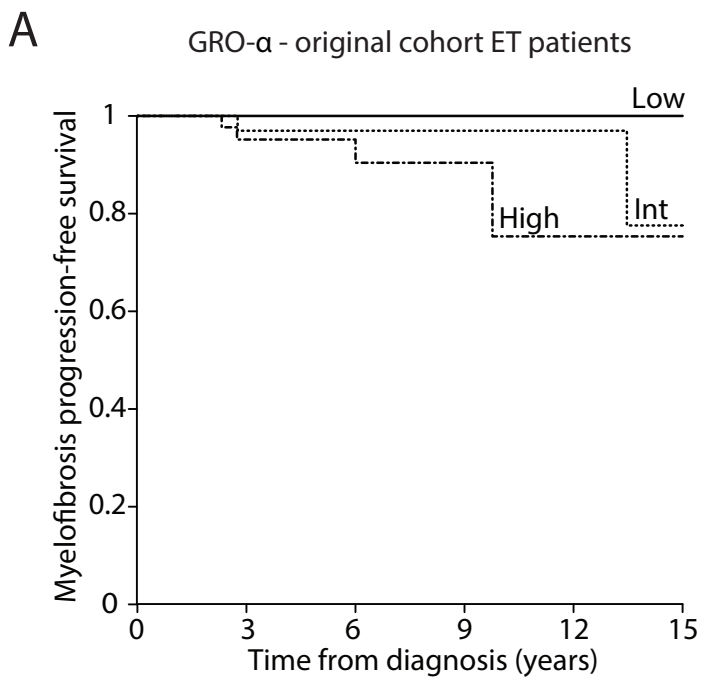 A
GRO-α - original cohort ET patients
Low
1
0.8
0.6
0.4
0.2
0
High
Int
Myelofibrosis progression-free survival
0 3 6 9 12 15
Time from diagnosis (years)